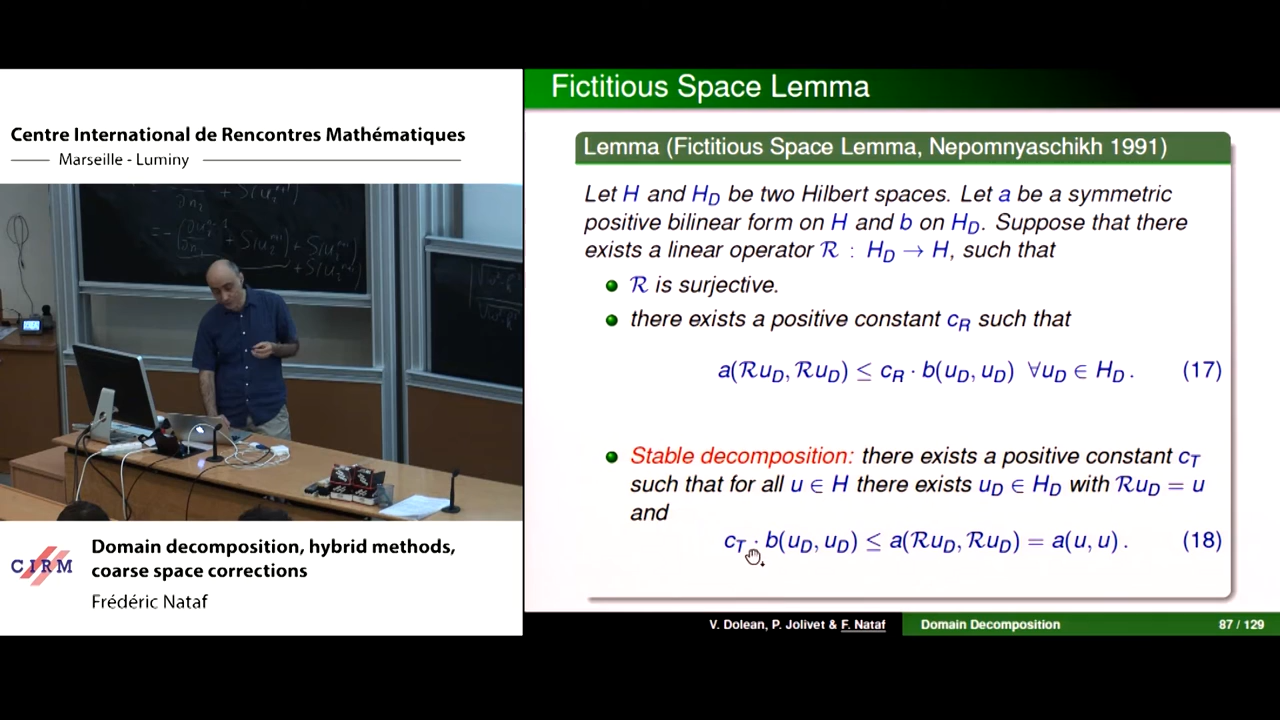 Centre International de Rencontres Mathématiques
Marseille - Luminy
CIRM
Domain decomposition, hybrid methods,
coarse space corrections
Frédéric Nataf
Fictitious Space Lemma
Lemma (Fictitious Space Lemma, Nepomnyaschikh 1991)
Let H and H_D be two Hilbert spaces. Let a be a symmetric
positive bilinear form on H and b on H_D. Suppose that there
exists a linear operator R : H_D → H, such that
R is surjective.
there exists a positive constant c_R such that
a(Ru_D, Ru_D) ≤ c_R · b(u_D, u_D) ∀u_D ∈ H_D . (17)
Stable decomposition: there exists a positive constant c_T
such that for all u ∈ H there exists u_D ∈ H_D with Ru_D = u
and
c_T · b(u_D, u_D) ≤ a(Ru_D, Ru_D) = a(u, u) . (18)
V. Dolean, P. Jolivet & F. Nataf
Domain Decomposition
87 / 129